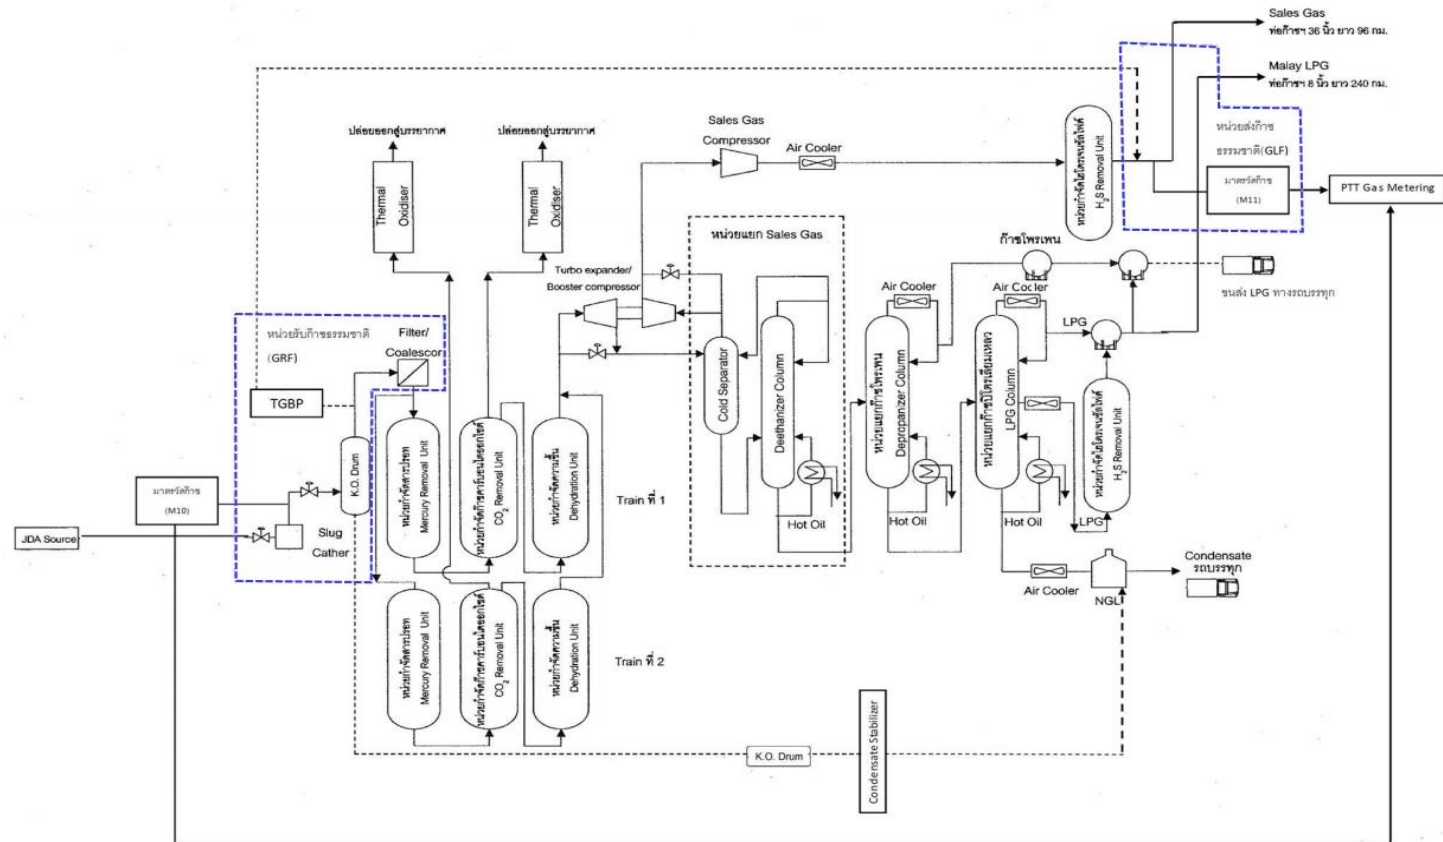 Sales Gas
ท่อก๊าซฯ 36 นิ้ว ยาว 96 กม.
Malay LPG
ท่อก๊าซฯ 8 นิ้ว ยาว 240 กม.
หน่วยส่งก๊าซ
ธรรมชาติ(GLF)
มาตรวัดก๊าซ
(M11)
PTT Gas Metering
ปล่อยออกสู่บรรยากาศ
ปล่อยออกสู่บรรยากาศ
Thermal
Oxidiser
Thermal
Oxidiser
Sales Gas
Compressor
Air Cooler
หน่วยกำจัดไฮโดรเจนซัลไฟด์
H2S Removal Unit
หน่วยแยก Sales Gas
ก๊าซโพรเพน
ขนส่ง LPG ทางรถบรรทุก
Turbo expander/
Booster compressor
Air Cooler
Air Cocler
LPG
หน่วยรับก๊าซธรรมชาติ
(GRF)
Filter/
Coalescor
TGBP
K.O. Drum
มาตรวัดก๊าซ
(M10)
JDA Source
Slug
Cather
หน่วยกำจัดสารปรอท
Mercury Removal Unit
หน่วยกำจัดก๊าซคาร์บอนไดออกไซด์
CO2 Removal Unit
หน่วยกำจัดความชื้น
Dehydration Unit
Train ที่ 1
Cold Separator
Deethanizer Column
Hot Oil
หน่วยแยกก๊าซโพรเพน
Depropanizer Column
Hot Oil
หน่วยแยกก๊าซปิโตรเลียมเหลว
LPG Column
Hot Oil
LPG
หน่วยกำจัดไฮโดรเจนซัลไฟด์
H2S Removal Unit
Air Cooler
NGL
Condensate
รถบรรทุก
หน่วยกำจัดสารปรอท
Mercury Removal Unit
หน่วยกำจัดก๊าซคาร์บอนไดออกไซด์
CO2 Removal Unit
หน่วยกำจัดความชื้น
Dehydration Unit
Train ที่ 2
K.O. Drum
Condensate Stabilizer